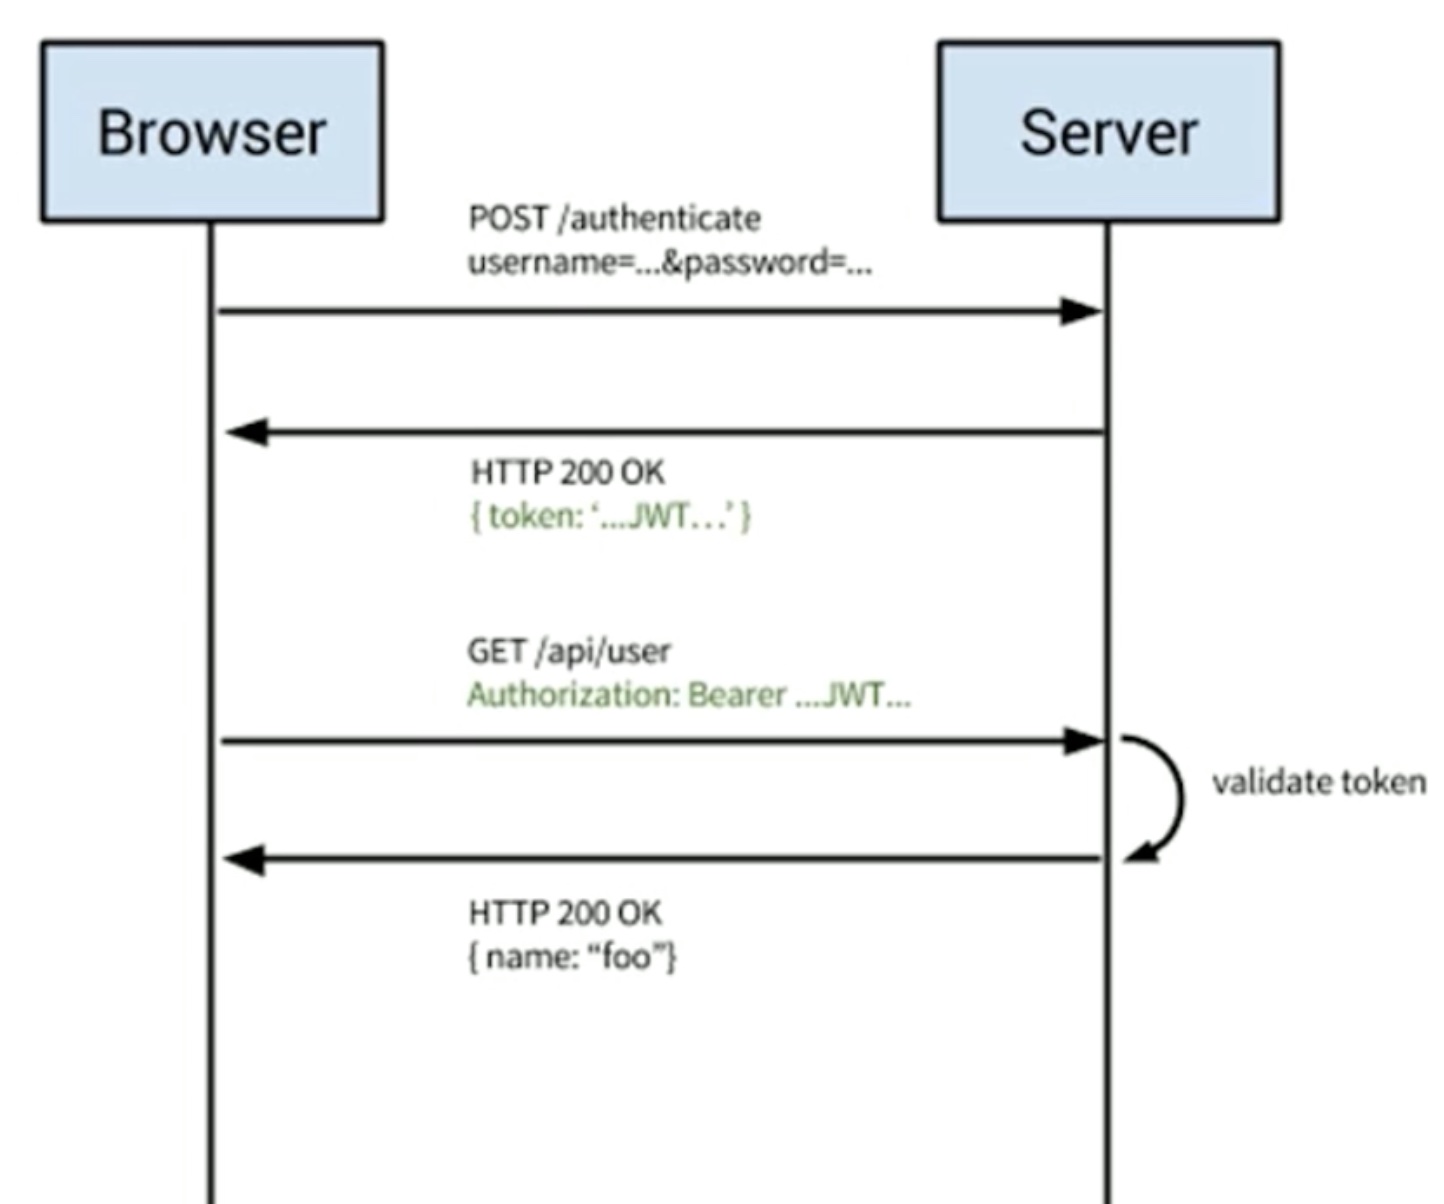 Browser
Server
POST /authenticate
username=...&password=...
HTTP 200 OK
{ token: ‘...JWT...’ }
GET /api/user
Authorization: Bearer ...JWT...
validate token
HTTP 200 OK
{ name: “foo”}